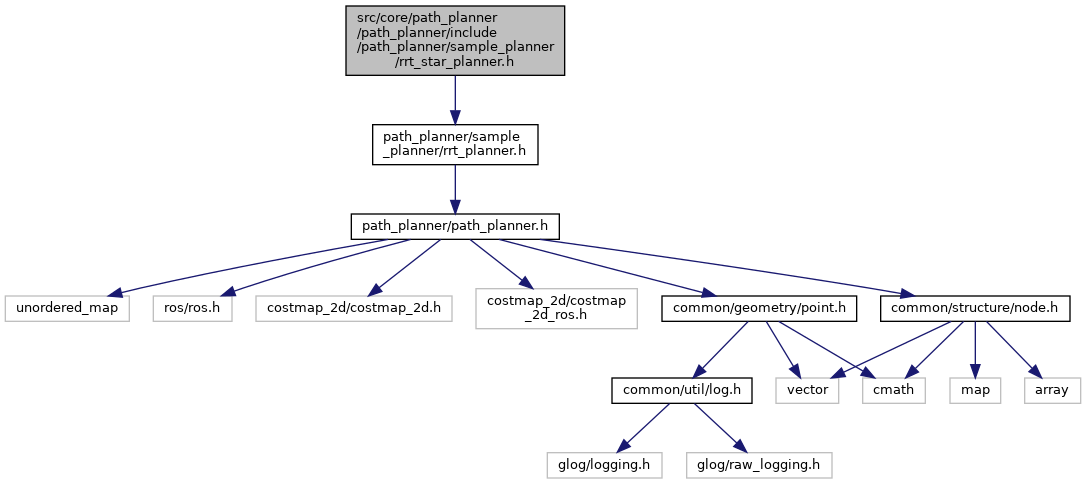 src/core/path_planner
/path_planner/include
/path_planner/sample_planner
/rrt_star_planner.h
path_planner/sample
_planner/rrt_planner.h
path_planner/path_planner.h
unordered_map
ros/ros.h
costmap_2d/costmap_2d.h
costmap_2d/costmap
_2d_ros.h
common/geometry/point.h
common/structure/node.h
common/util/log.h
vector
cmath
map
array
glog/logging.h
glog/raw_logging.h